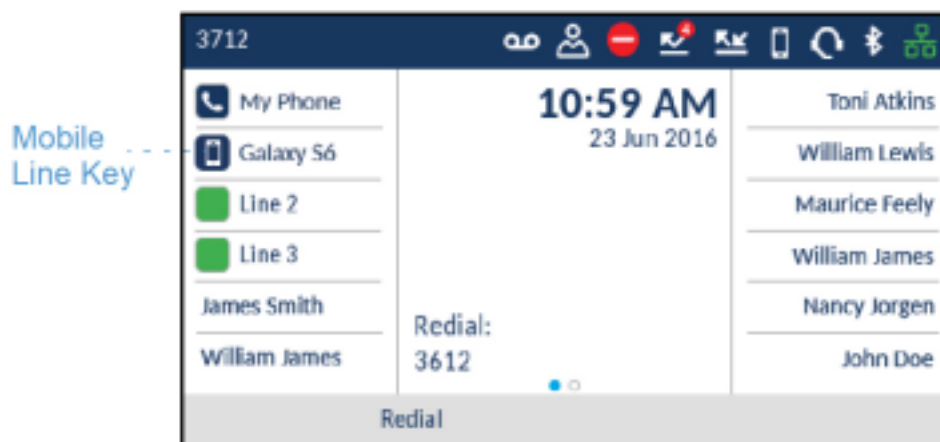 3712
4
Mobile
Line Key
My Phone
Galaxy S6
Line 2
Line 3
James Smith
William James
10:59 AM
23 Jun 2016
Redial:
3612
Toni Atkins
William Lewis
Maurice Feely
William James
Nancy Jorgen
John Doe
Redial